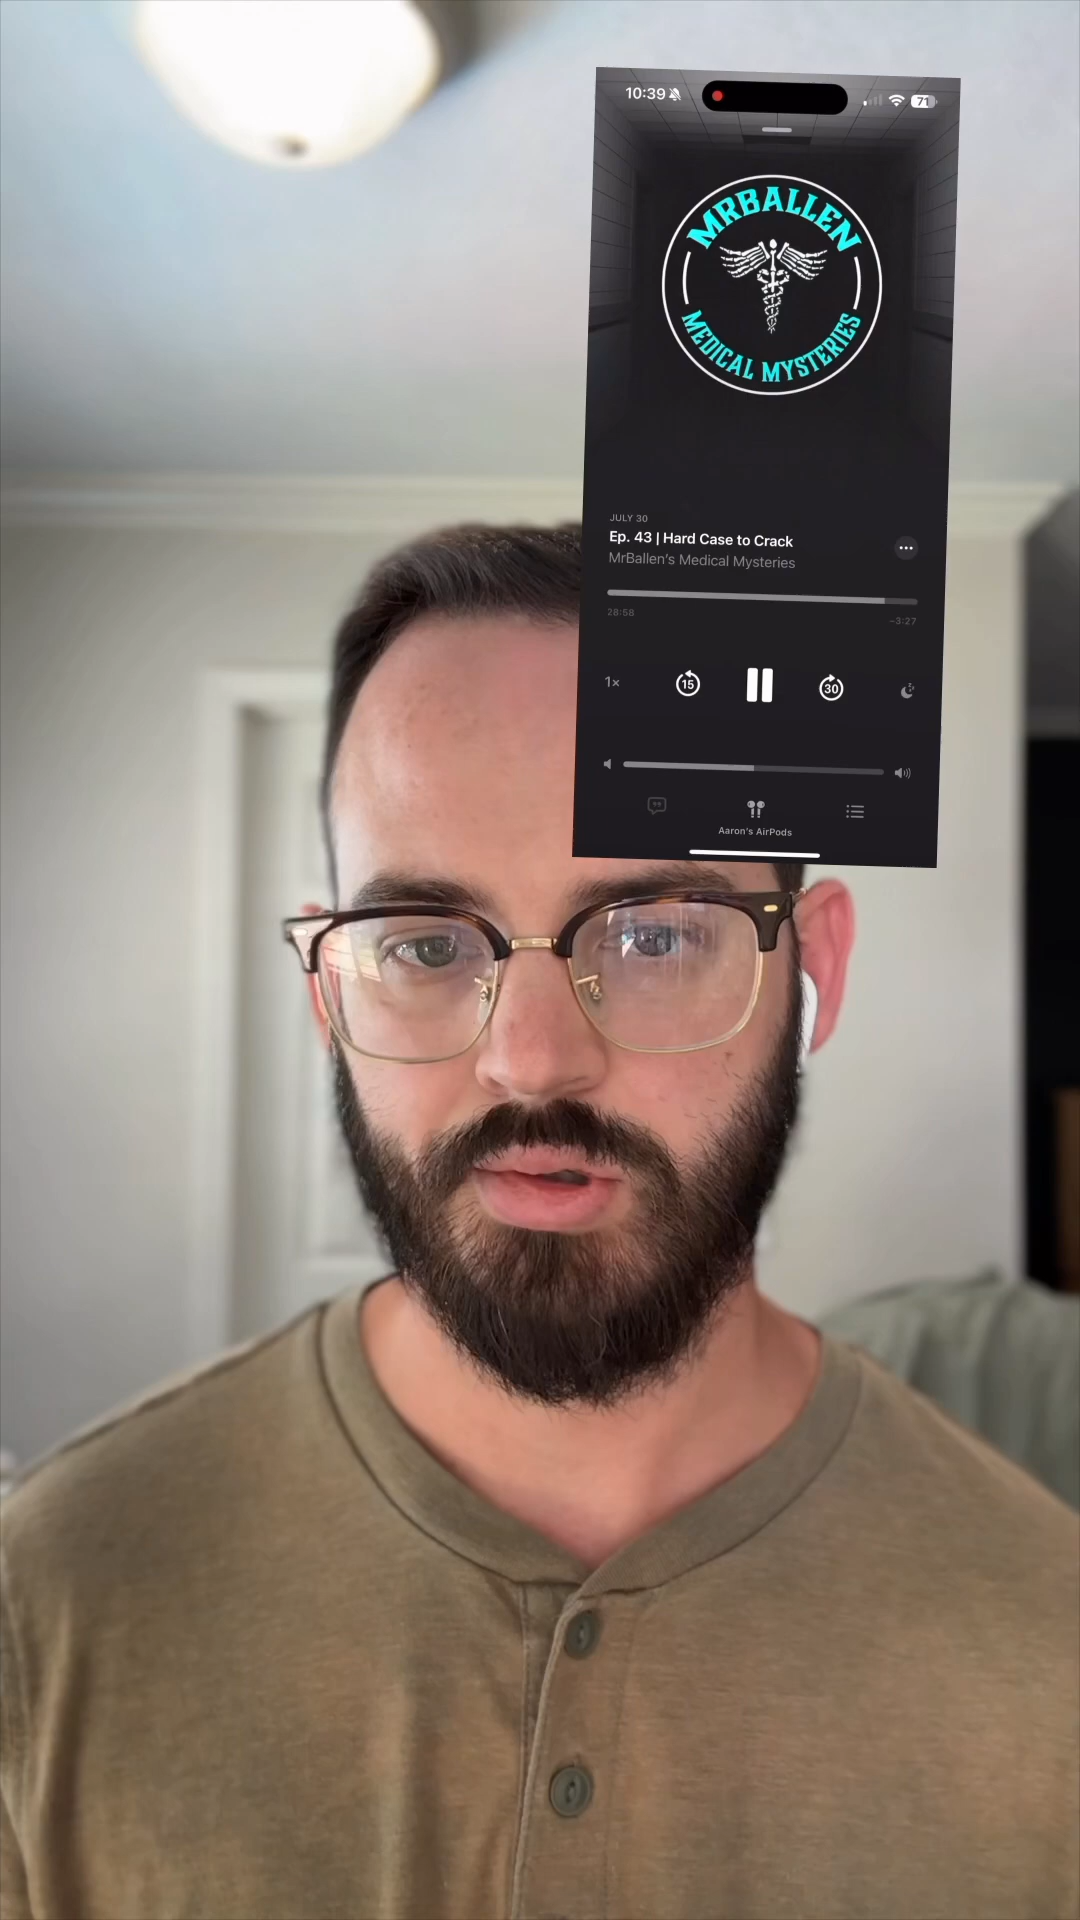 10:39
71
MRBALLEN
MEDICAL MYSTERIES
JULY 30
Ep. 43 | Hard Case to Crack
MrBallen's Medical Mysteries
28:58
-3:27
1×
15
30
Aaron's AirPods